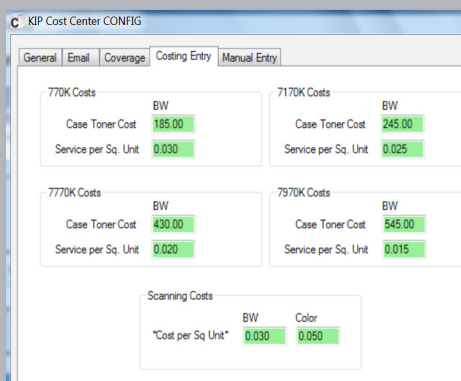 C KIP Cost Center CONFIG
General Email Coverage Costing Entry Manual Entry
770K Costs
BW
Case Toner Cost 185.00
Service per Sq. Unit 0.030
7170K Costs
BW
Case Toner Cost 245.00
Service per Sq. Unit 0.025
7770K Costs
BW
Case Toner Cost 430.00
Service per Sq. Unit 0.020
7970K Costs
BW
Case Toner Cost 545.00
Service per Sq. Unit 0.015
Scanning Costs
BW Color
"Cost per Sq Unit" 0.030 0.050